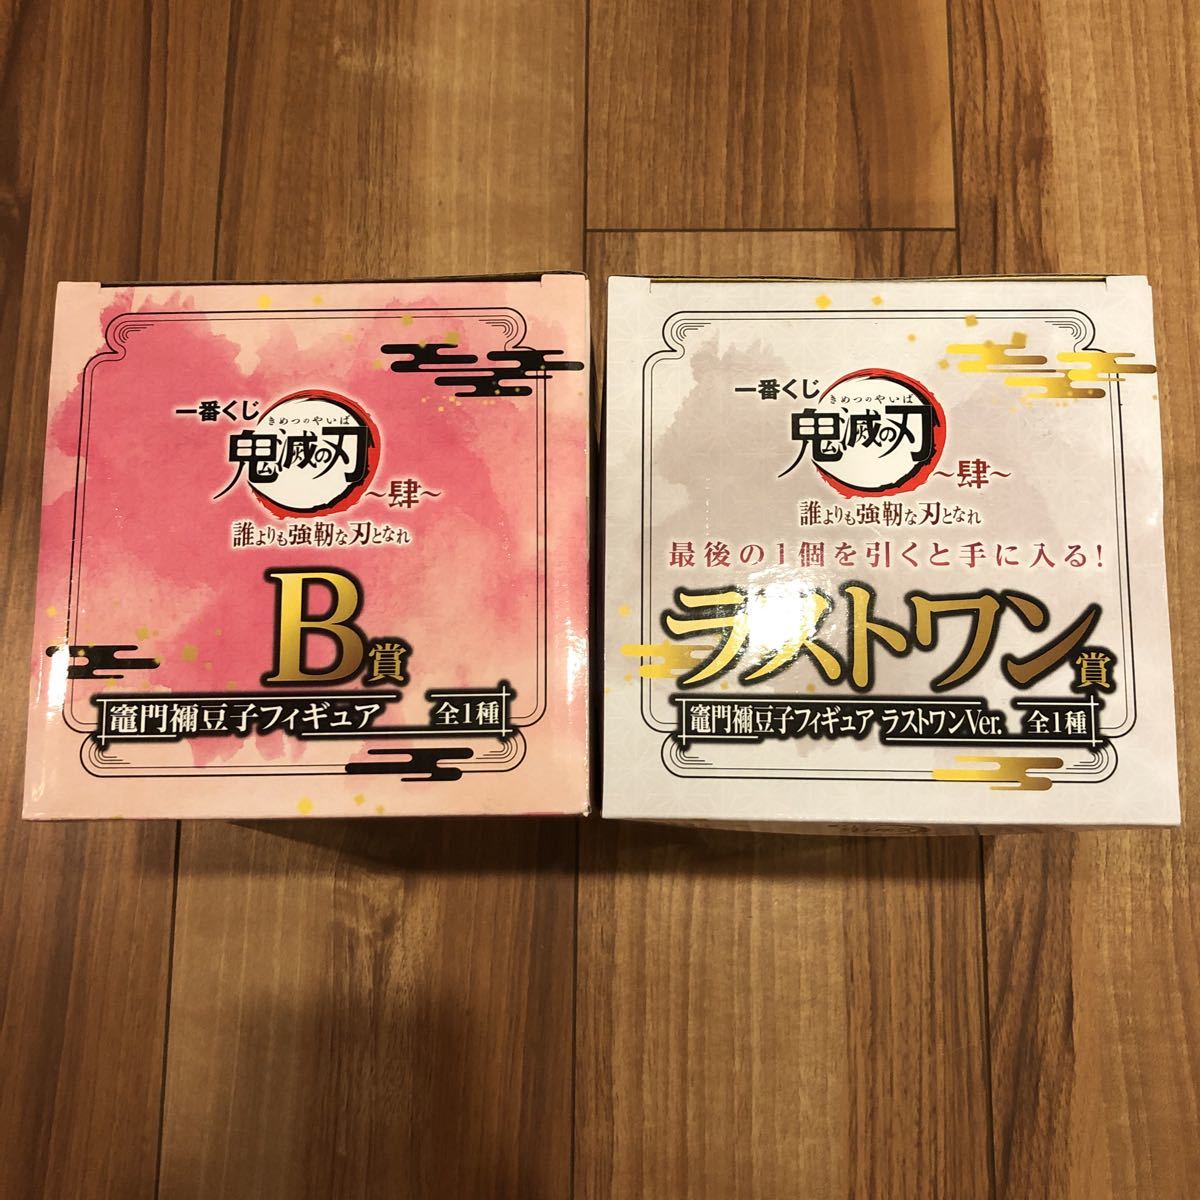 一番くじ
きめつのやいば
鬼滅の刃
～肆～
誰よりも強靭な刃となれ
B賞
竈門禰豆子フィギュア 全1種
一番くじ
きめつのやいば
鬼滅の刃
～肆～
誰よりも強靭な刃となれ
最後の1個を引くと手に入る!
ラストワン賞
竈門禰豆子フィギュア ラストワンVer. 全1種